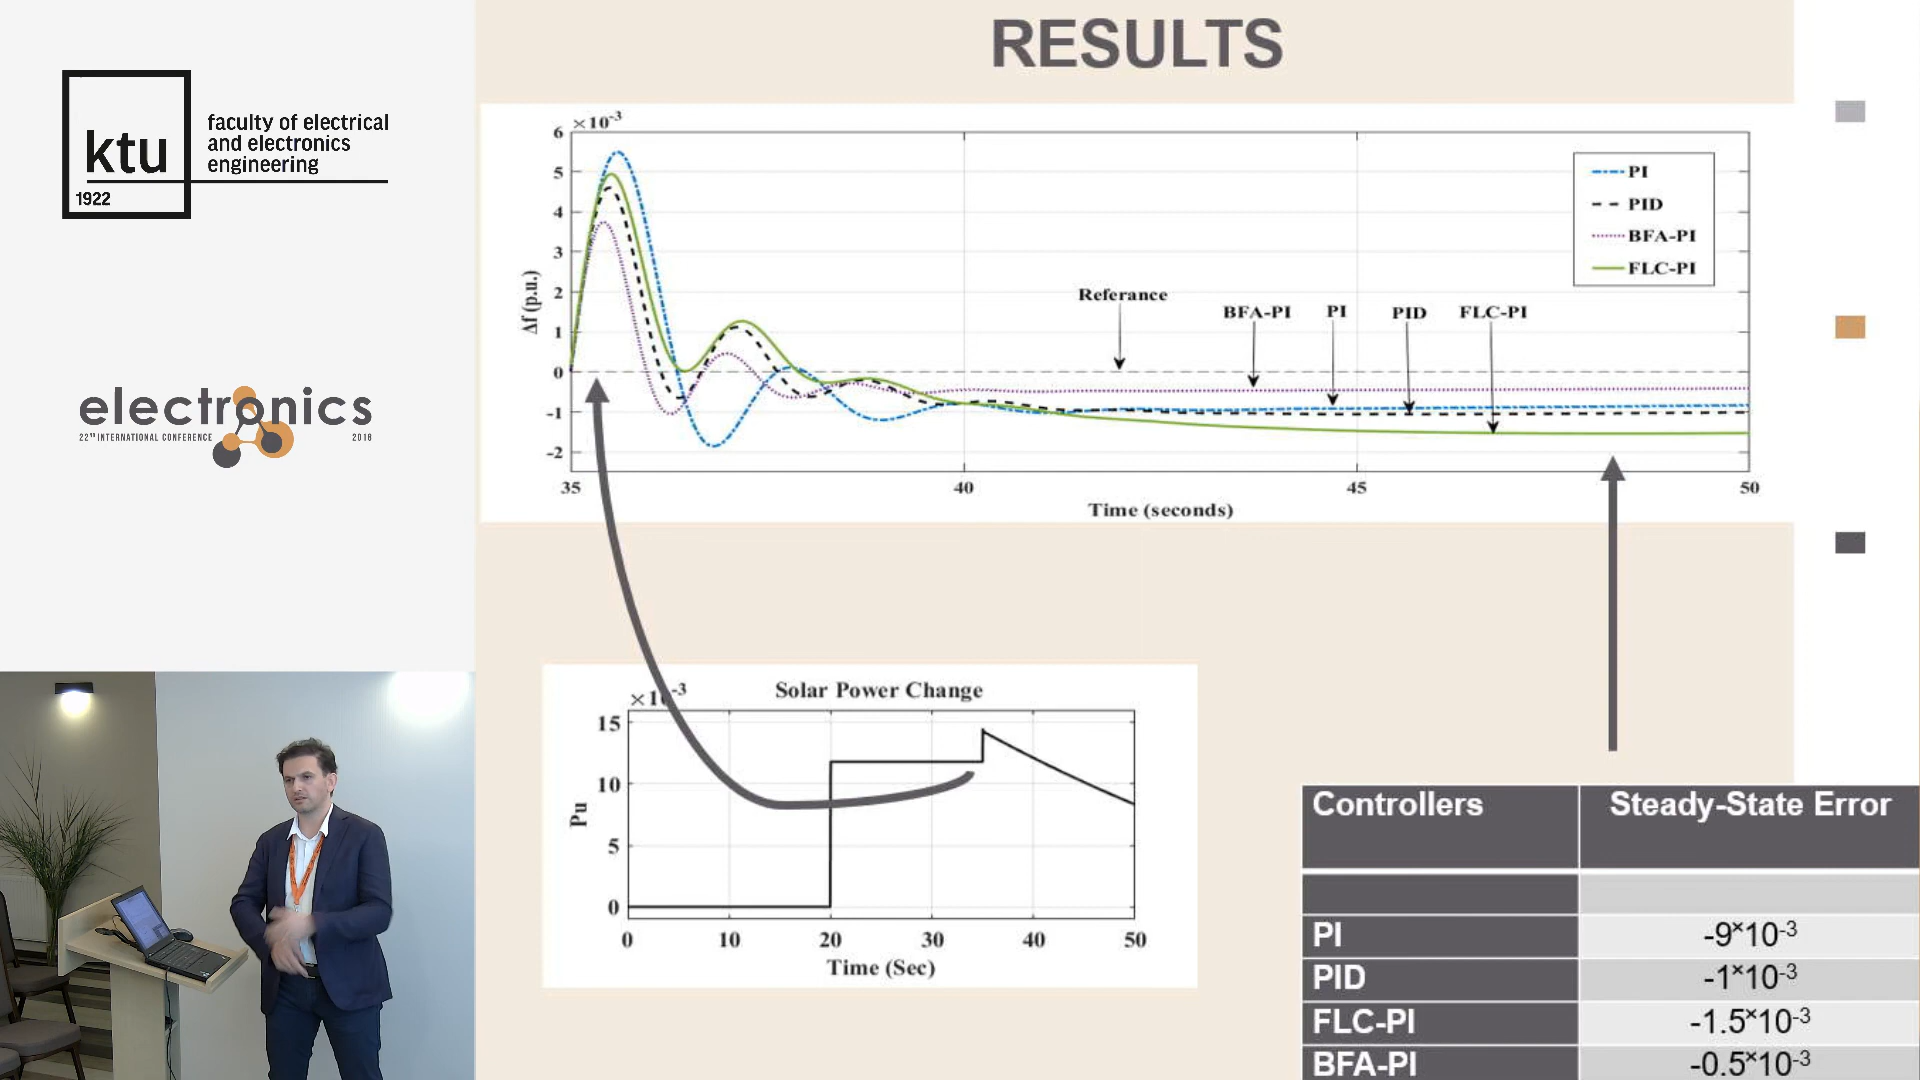 ktu
1922
faculty of electrical
and electronics
engineering
electronics
22ND INTERNATIONAL CONFERENCE
2018
RESULTS
×10-3
6
5
4
3
2
1
0
-1
-2
Δf (p.u.)
35
40
45
50
Time (seconds)
PI
PID
BFA-PI
FLC-PI
Referance
BFA-PI
PI
PID
FLC-PI
Solar Power Change
×10-3
15
10
5
0
Pu
0
10
20
30
40
50
Time (Sec)
Controllers Steady-State Error
PI -9×10-3
PID -1×10-3
FLC-PI -1.5×10-3
BFA-PI -0.5×10-3